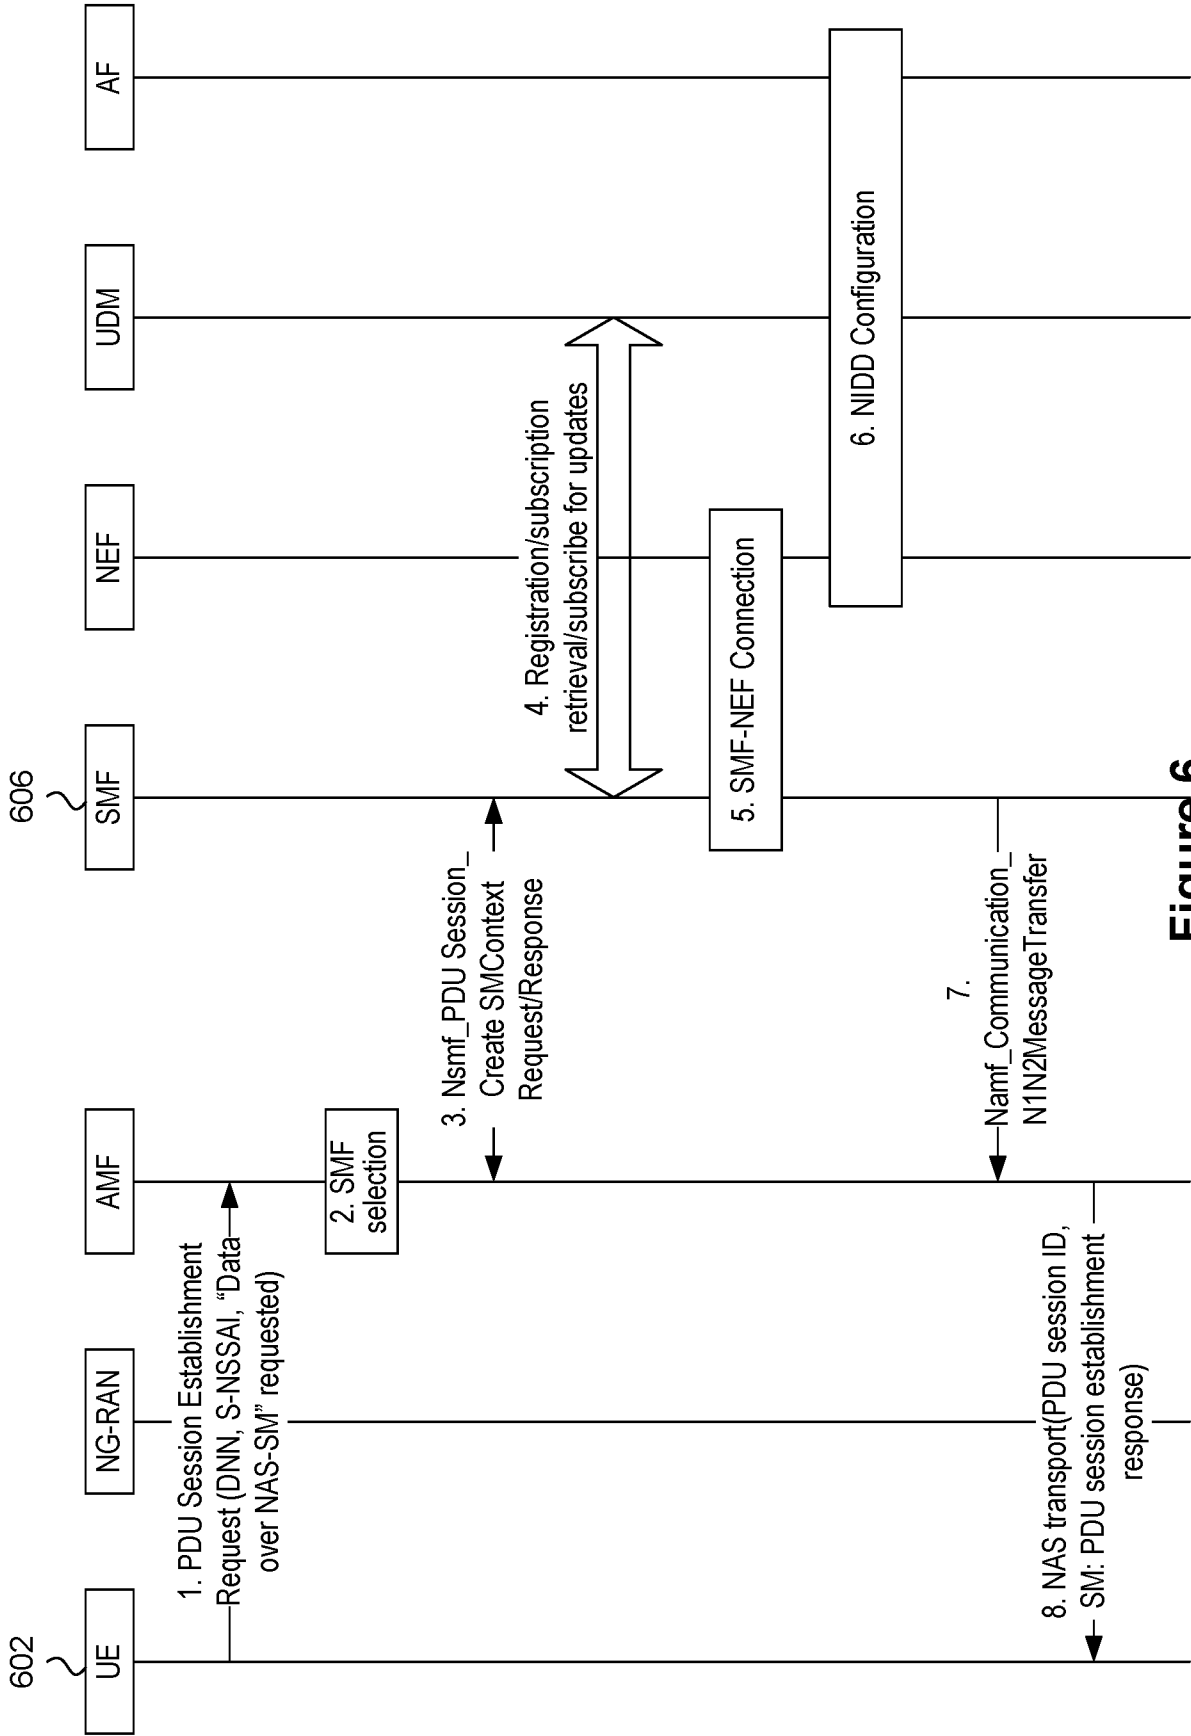 602
606
UE
NG-RAN
AMF
SMF
NEF
UDM
AF
1. PDU Session Establishment
Request (DNN, S-NSSAI, “Data
over NAS-SM” requested)
2. SMF
selection
3. Nsmf_PDU Session_
Create SMContext
Request/Response
4. Registration/subscription
retrieval/subscribe for updates
5. SMF-NEF Connection
6. NIDD Configuration
7.
Namf_Communication_
N1N2MessageTransfer
8. NAS transport(PDU session ID,
SM: PDU session establishment
response)
Figure 6